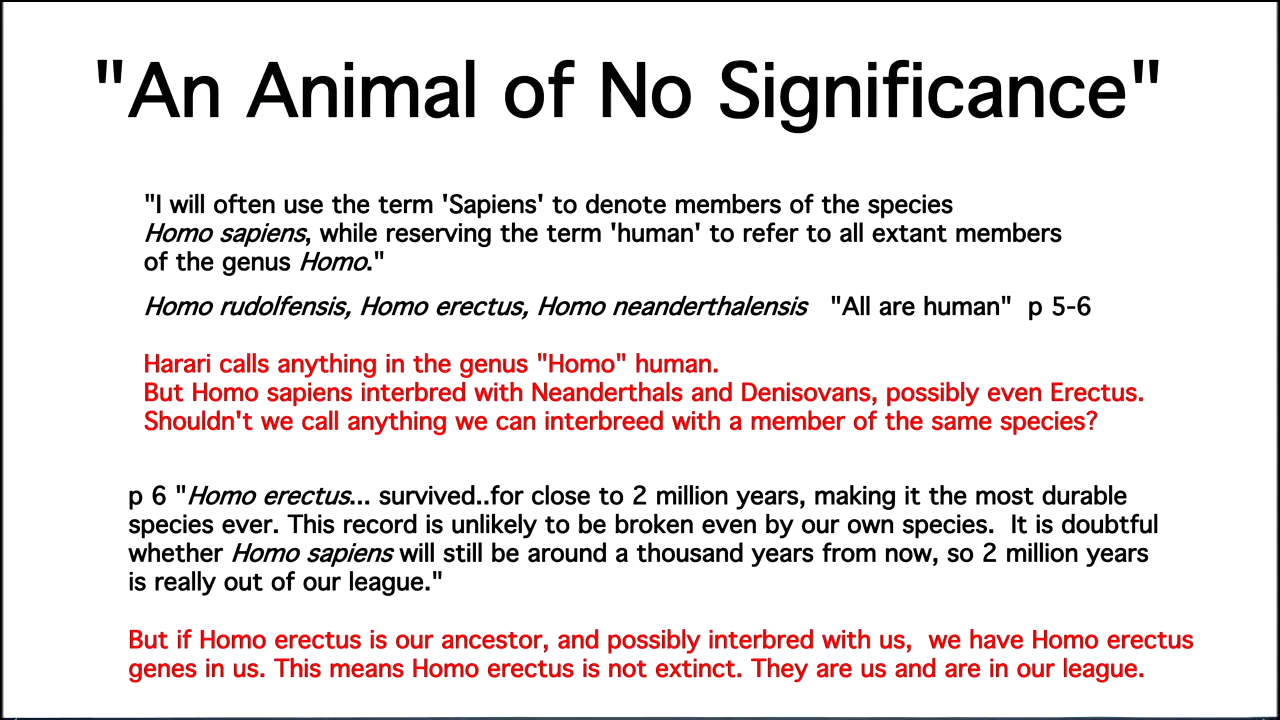 "An Animal of No Significance"
"I will often use the term 'Sapiens' to denote members of the species
Homo sapiens, while reserving the term 'human' to refer to all extant members
of the genus Homo."
Homo rudolfensis, Homo erectus, Homo neanderthalensis   "All are human"  p 5-6
Harari calls anything in the genus "Homo" human.
But Homo sapiens interbred with Neanderthals and Denisovans, possibly even Erectus.
Shouldn't we call anything we can interbreed with a member of the same species?
p 6 "Homo erectus... survived..for close to 2 million years, making it the most durable
species ever. This record is unlikely to be broken even by our own species.  It is doubtful
whether Homo sapiens will still be around a thousand years from now, so 2 million years
is really out of our league."
But if Homo erectus is our ancestor, and possibly interbred with us,  we have Homo erectus
genes in us. This means Homo erectus is not extinct. They are us and are in our league.